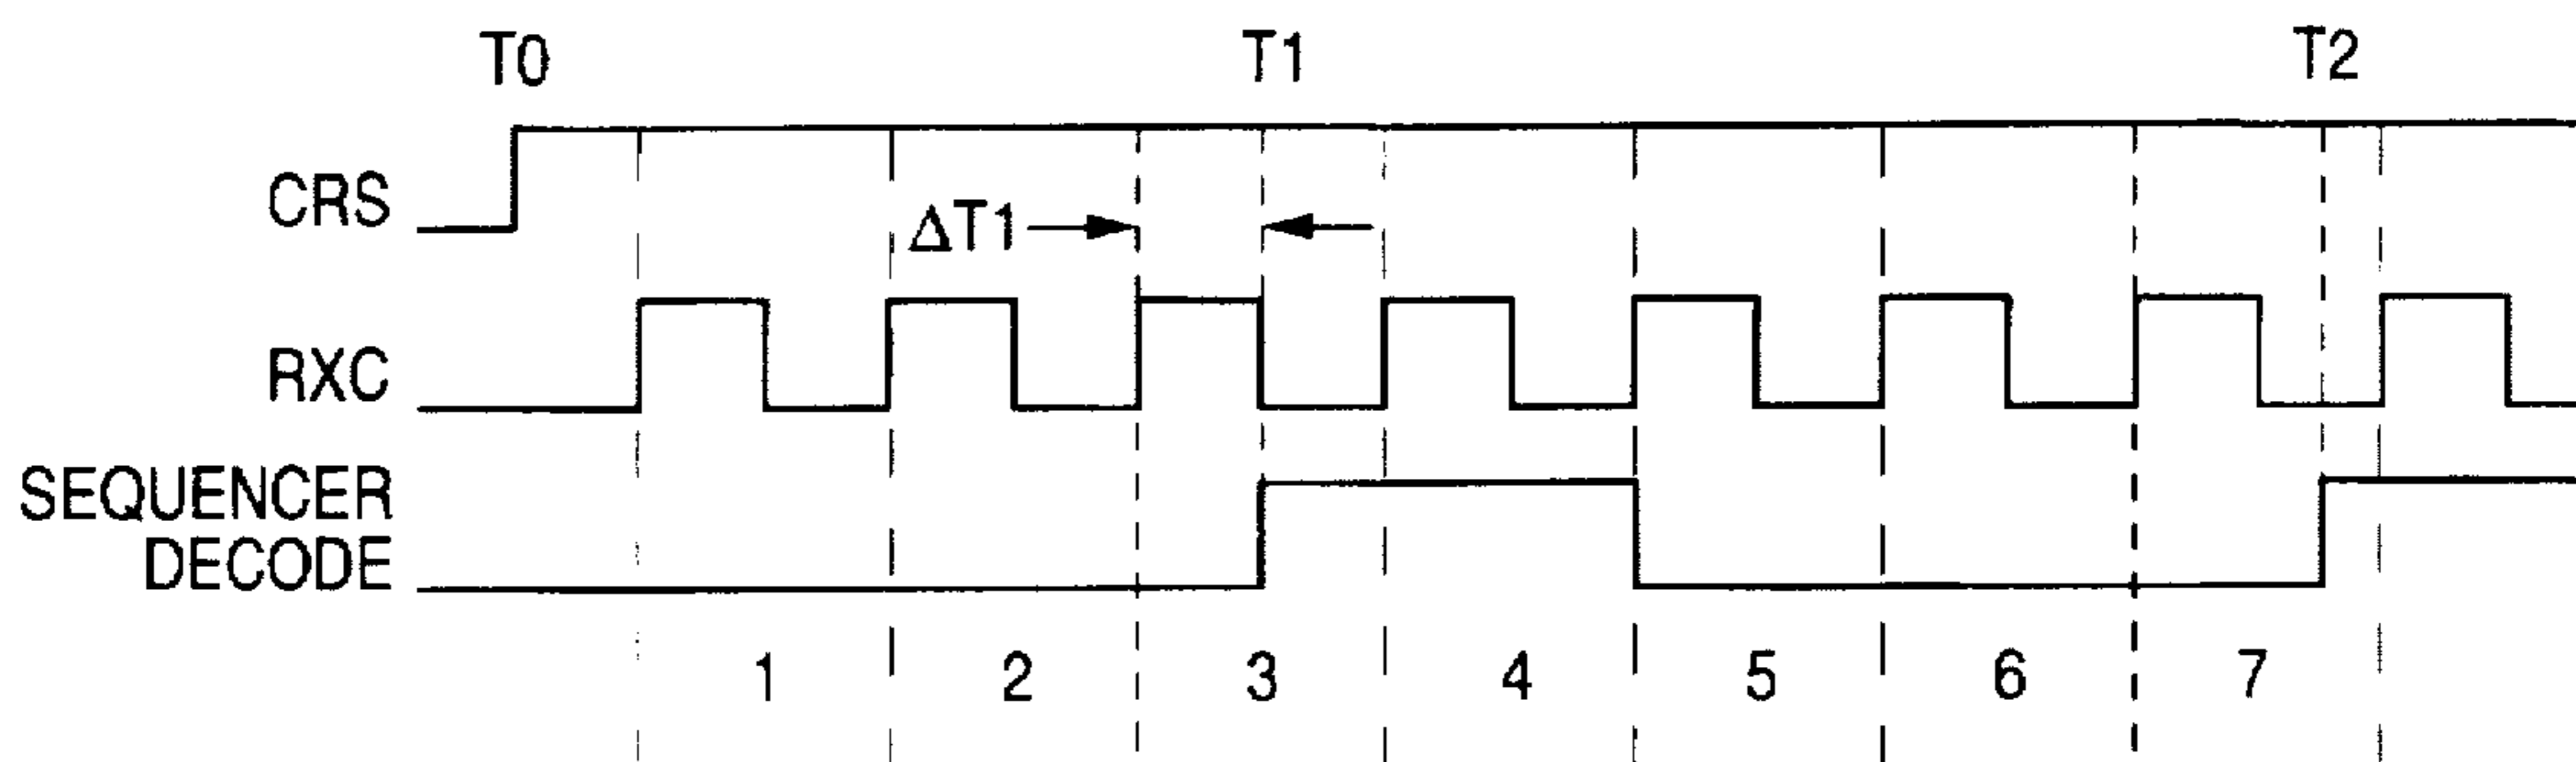 T0 T1 T2
CRS
ΔT1
RXC
SEQUENCER
DECODE
1 2 3 4 5 6 7